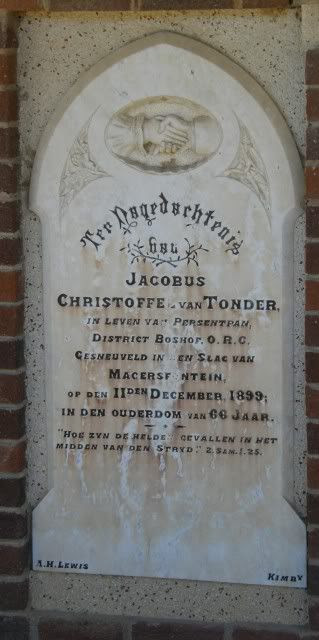 Ter Nagedachtenis
van
JACOBUS
CHRISTOFFEL VAN TONDER,
IN LEVEN VAN PERSENTPAN,
DISTRICT BOSHOF, O.R.C.
GESNEUVELD IN DEN SLAG VAN
MAGERSFONTEIN,
OP DEN 11DEN DECEMBER, 1899;
IN DEN OUDERDOM VAN 66 JAAR.
"HOE ZYN DE HELDEN GEVALLEN IN HET
MIDDEN VAN DEN STRYD." 2. SAM. 1. 25.
A.H. LEWIS
KIMBY